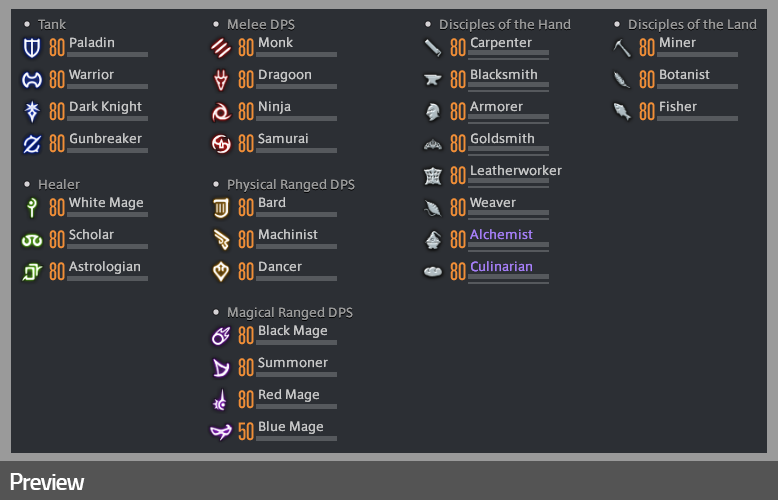 Tank
80 Paladin
80 Warrior
80 Dark Knight
80 Gunbreaker
Healer
80 White Mage
80 Scholar
80 Astrologian
Melee DPS
80 Monk
80 Dragoon
80 Ninja
80 Samurai
Physical Ranged DPS
80 Bard
80 Machinist
80 Dancer
Magical Ranged DPS
80 Black Mage
80 Summoner
80 Red Mage
50 Blue Mage
Disciples of the Hand
80 Carpenter
80 Blacksmith
80 Armorer
80 Goldsmith
80 Leatherworker
80 Weaver
80 Alchemist
80 Culinarian
Disciples of the Land
80 Miner
80 Botanist
80 Fisher
Preview